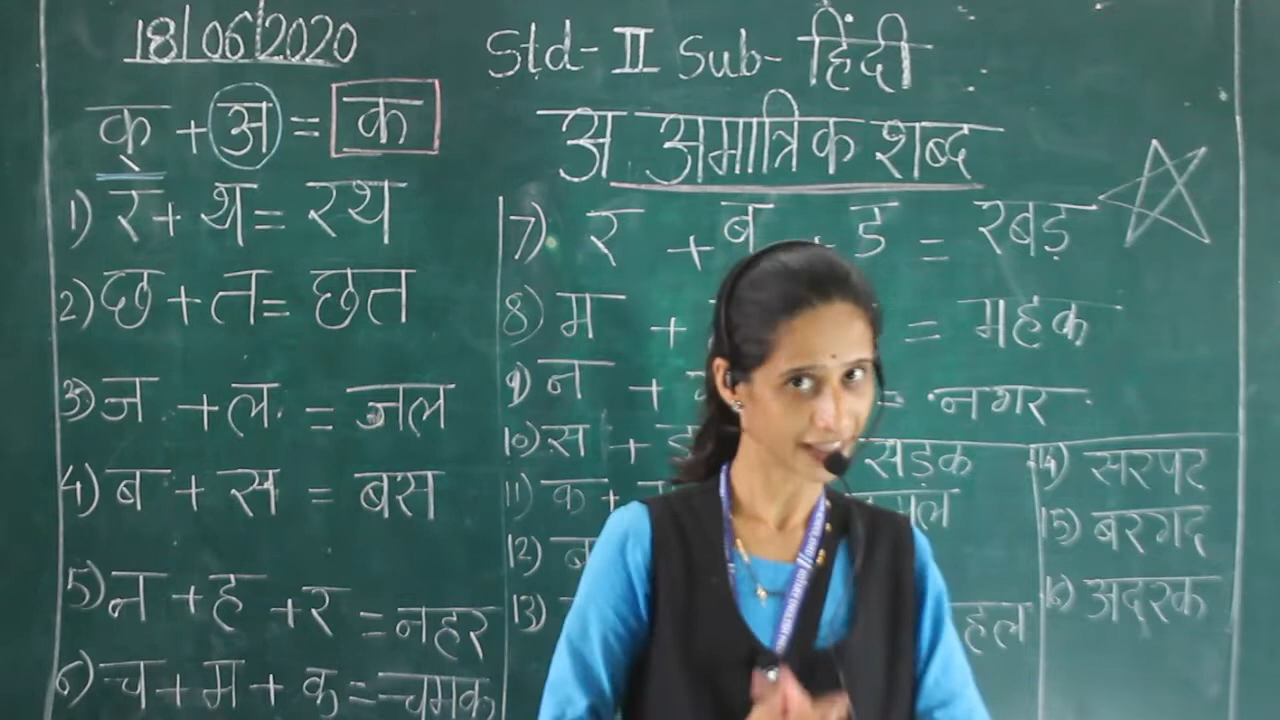 18/06/2020
Std- II Sub- हिंदी
क् + अ = क
अ अमात्रिक शब्द
1) र + थ = रथ
2) छ + त = छत
3) ज + ल = जल
4) ब + स = बस
5) न + ह + र = नहर
6) च + म + क = चमक
7) र + ब + ड = रबड़
8) म + = महक
9) न + = नगर
10) स + सड़क
11) क +
12) ब
13)
14) सरपट
15) बरगद
16) अदरक